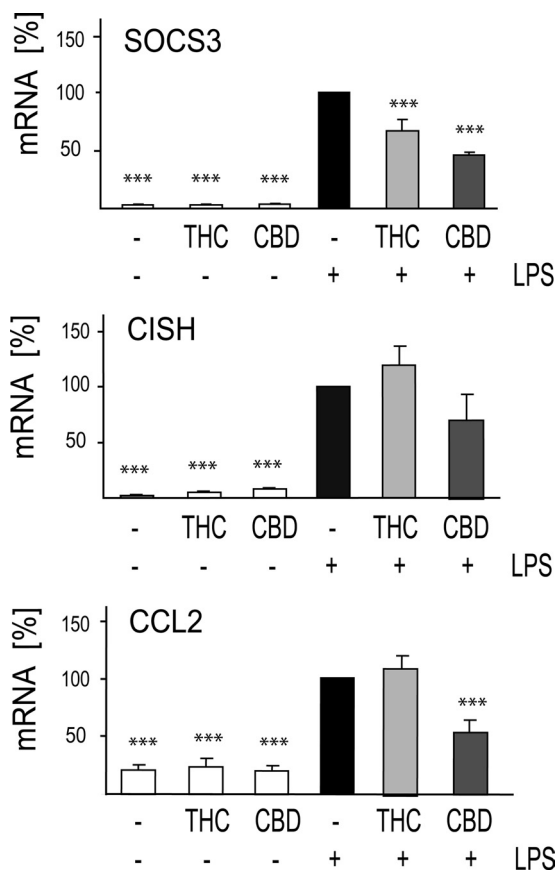 SOCS3
mRNA [%]
150
100
50
*** *** *** *** ***
- THC CBD - THC CBD
- - - + + + LPS
CISH
mRNA [%]
150
100
50
*** *** ***
- THC CBD - THC CBD
- - - + + + LPS
CCL2
mRNA [%]
150
100
50
*** *** *** ***
- THC CBD - THC CBD
- - - + + + LPS